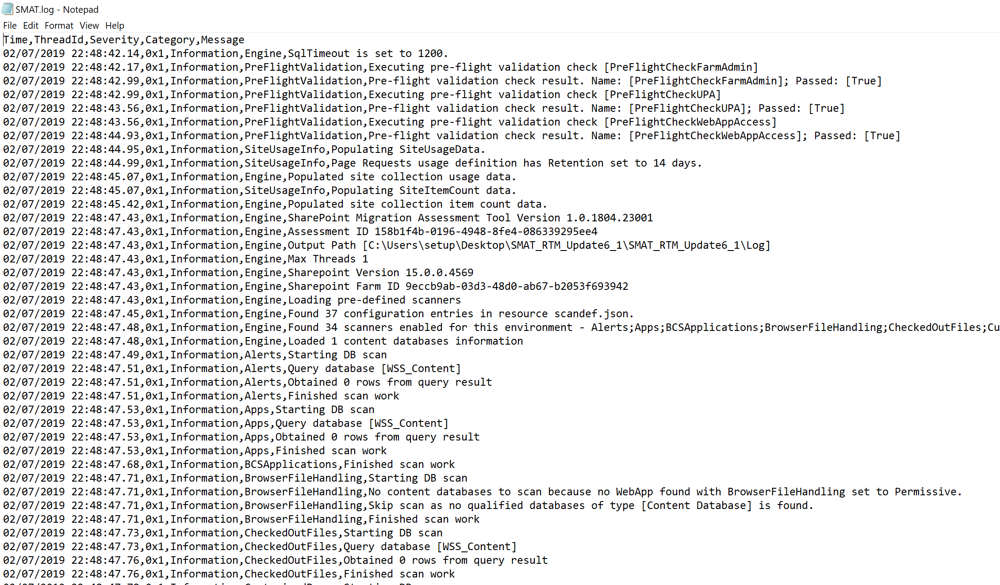 SMAT.log - Notepad
File Edit Format View Help
Time,ThreadId,Severity,Category,Message
02/07/2019 22:48:42.14,0x1,Information,Engine,SqlTimeout is set to 1200.
02/07/2019 22:48:42.17,0x1,Information,PreFlightValidation,Executing pre-flight validation check [PreFlightCheckFarmAdmin]
02/07/2019 22:48:42.99,0x1,Information,PreFlightValidation,Pre-flight validation check result. Name: [PreFlightCheckFarmAdmin]; Passed: [True]
02/07/2019 22:48:42.99,0x1,Information,PreFlightValidation,Executing pre-flight validation check [PreFlightCheckUPA]
02/07/2019 22:48:43.56,0x1,Information,PreFlightValidation,Pre-flight validation check result. Name: [PreFlightCheckUPA]; Passed: [True]
02/07/2019 22:48:43.56,0x1,Information,PreFlightValidation,Executing pre-flight validation check [PreFlightCheckWebAppAccess]
02/07/2019 22:48:44.93,0x1,Information,PreFlightValidation,Pre-flight validation check result. Name: [PreFlightCheckWebAppAccess]; Passed: [True]
02/07/2019 22:48:44.95,0x1,Information,SiteUsageInfo,Populating SiteUsageData.
02/07/2019 22:48:44.99,0x1,Information,SiteUsageInfo,Page Requests usage definition has Retention set to 14 days.
02/07/2019 22:48:45.07,0x1,Information,Engine,Populated site collection usage data.
02/07/2019 22:48:45.07,0x1,Information,SiteUsageInfo,Populating SiteItemCount data.
02/07/2019 22:48:45.42,0x1,Information,Engine,Populated site collection item count data.
02/07/2019 22:48:47.43,0x1,Information,Engine,SharePoint Migration Assessment Tool Version 1.0.1804.23001
02/07/2019 22:48:47.43,0x1,Information,Engine,Assessment ID 158b1f4b-0196-4948-8fe4-086339295ee4
02/07/2019 22:48:47.43,0x1,Information,Engine,Output Path [C:\Users\setup\Desktop\SMAT_RTM_Update6_1\SMAT_RTM_Update6_1\Log]
02/07/2019 22:48:47.43,0x1,Information,Engine,Max Threads 1
02/07/2019 22:48:47.43,0x1,Information,Engine,Sharepoint Version 15.0.0.4569
02/07/2019 22:48:47.43,0x1,Information,Engine,Sharepoint Farm ID 9eccb9ab-03d3-48d0-ab67-b2053f693942
02/07/2019 22:48:47.43,0x1,Information,Engine,Loading pre-defined scanners
02/07/2019 22:48:47.45,0x1,Information,Engine,Found 37 configuration entries in resource scandef.json.
02/07/2019 22:48:47.48,0x1,Information,Engine,Found 34 scanners enabled for this environment - Alerts;Apps;BCSApplications;BrowserFileHandling;CheckedOutFiles;Cu
02/07/2019 22:48:47.48,0x1,Information,Engine,Loaded 1 content databases information
02/07/2019 22:48:47.49,0x1,Information,Alerts,Starting DB scan
02/07/2019 22:48:47.51,0x1,Information,Alerts,Query database [WSS_Content]
02/07/2019 22:48:47.51,0x1,Information,Alerts,Obtained 0 rows from query result
02/07/2019 22:48:47.51,0x1,Information,Alerts,Finished scan work
02/07/2019 22:48:47.53,0x1,Information,Apps,Starting DB scan
02/07/2019 22:48:47.53,0x1,Information,Apps,Query database [WSS_Content]
02/07/2019 22:48:47.53,0x1,Information,Apps,Obtained 0 rows from query result
02/07/2019 22:48:47.53,0x1,Information,Apps,Finished scan work
02/07/2019 22:48:47.68,0x1,Information,BCSApplications,Finished scan work
02/07/2019 22:48:47.71,0x1,Information,BrowserFileHandling,Starting DB scan
02/07/2019 22:48:47.71,0x1,Information,BrowserFileHandling,No content databases to scan because no WebApp found with BrowserFileHandling set to Permissive.
02/07/2019 22:48:47.71,0x1,Information,BrowserFileHandling,Skip scan as no qualified databases of type [Content Database] is found.
02/07/2019 22:48:47.71,0x1,Information,BrowserFileHandling,Finished scan work
02/07/2019 22:48:47.73,0x1,Information,CheckedOutFiles,Starting DB scan
02/07/2019 22:48:47.73,0x1,Information,CheckedOutFiles,Query database [WSS_Content]
02/07/2019 22:48:47.76,0x1,Information,CheckedOutFiles,Obtained 0 rows from query result
02/07/2019 22:48:47.76,0x1,Information,CheckedOutFiles,Finished scan work